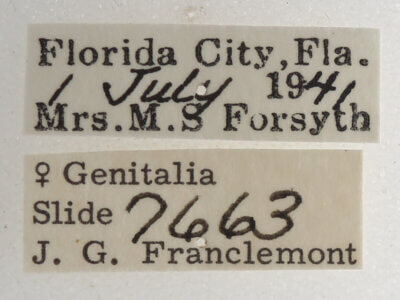 Florida City, Fla.
1 July 1941
Mrs. M. S Forsyth
♀ Genitalia
Slide 7663
J. G. Franclemont